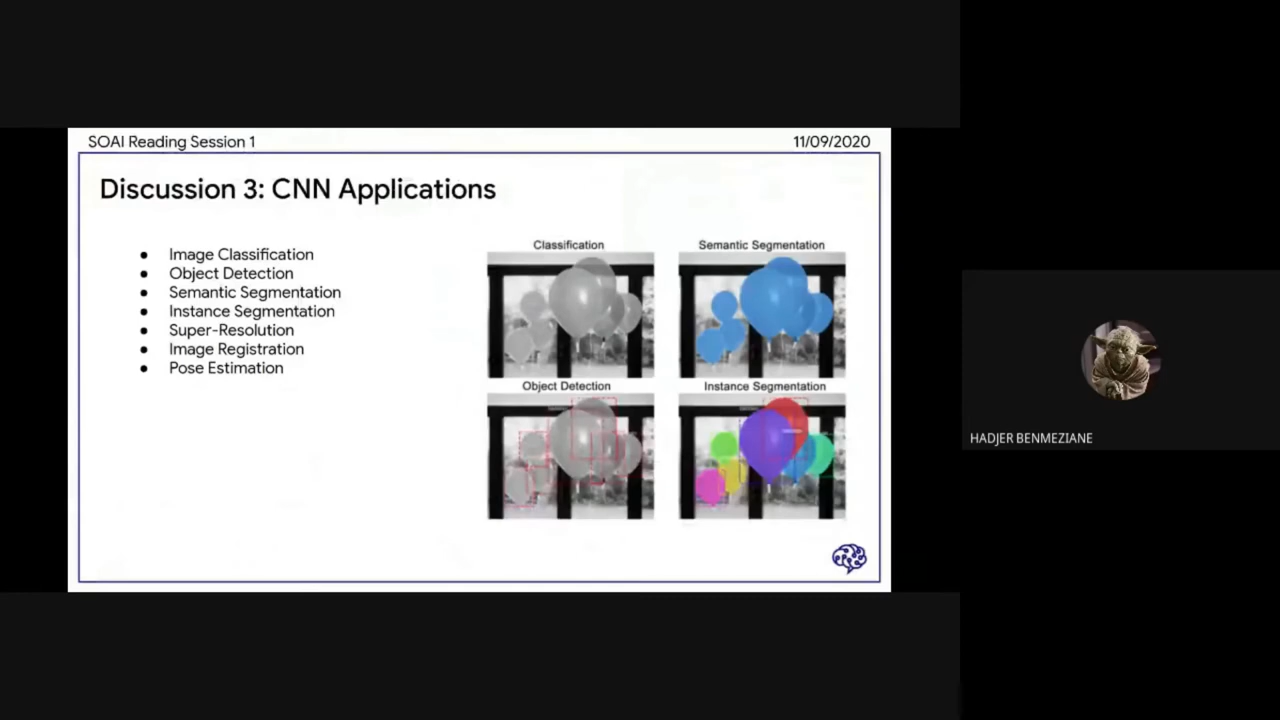 SOAI Reading Session 1
11/09/2020
Discussion 3: CNN Applications
● Image Classification
● Object Detection
● Semantic Segmentation
● Instance Segmentation
● Super-Resolution
● Image Registration
● Pose Estimation
Classification
Semantic Segmentation
Object Detection
Instance Segmentation
HADJER BENMEZIANE